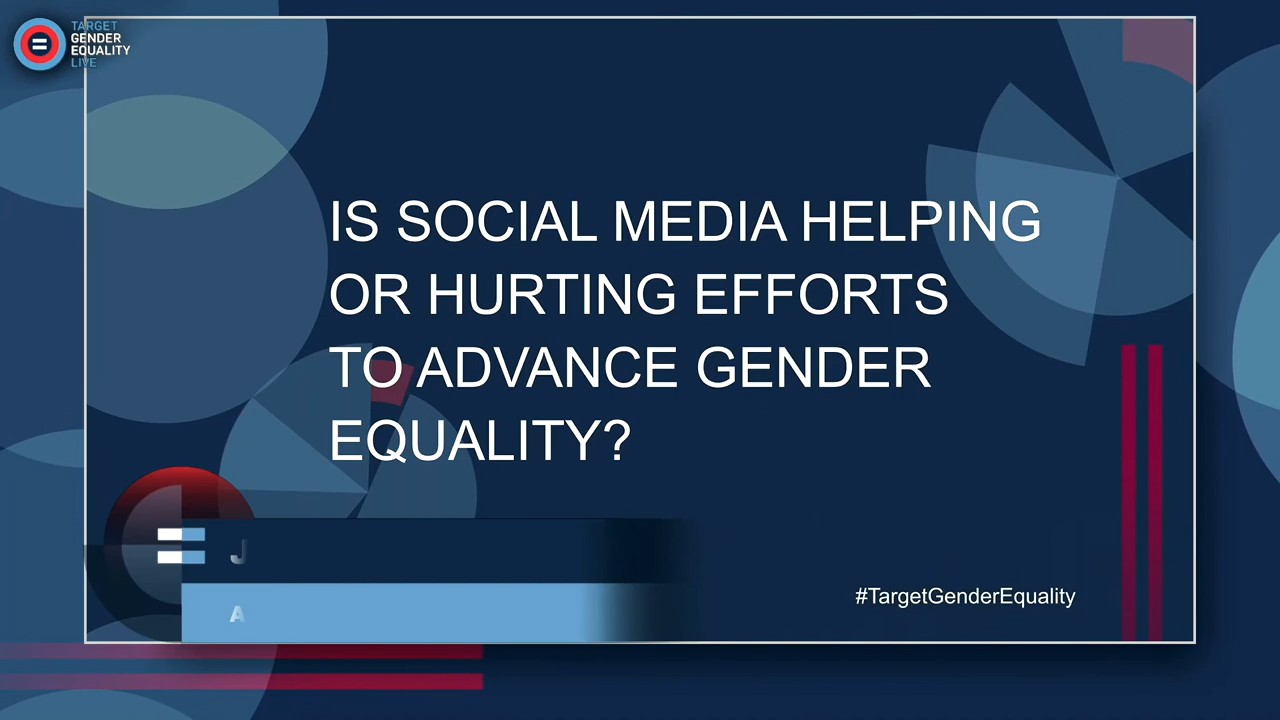 TARGET
GENDER
EQUALITY
LIVE
IS SOCIAL MEDIA HELPING
OR HURTING EFFORTS
TO ADVANCE GENDER
EQUALITY?
J
A
#TargetGenderEquality